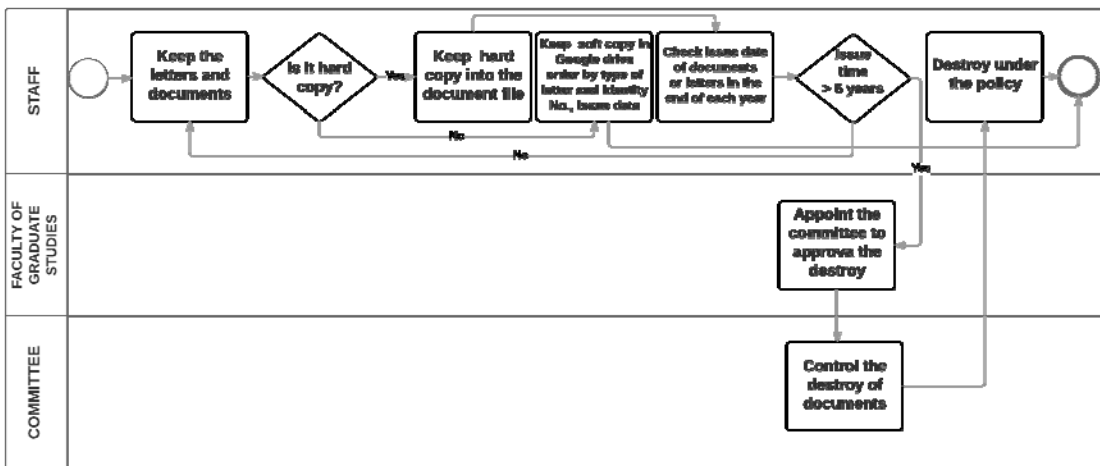 STAFF
Keep the
letters and
documents
Is it hard
copy?
Yes
Keep hard
copy into the
document file
Keep soft copy in
Google drive
order by type of
letter and identity
No., issue data
Check issue date
of documents
or letters in the
end of each year
Issue
time
> 5 years
Destroy under
the policy
No
No
Yes
FACULTY OF
GRADUATE
STUDIES
Appoint the
committee to
approva the
destroy
COMMITTEE
Control the
destroy of
documents